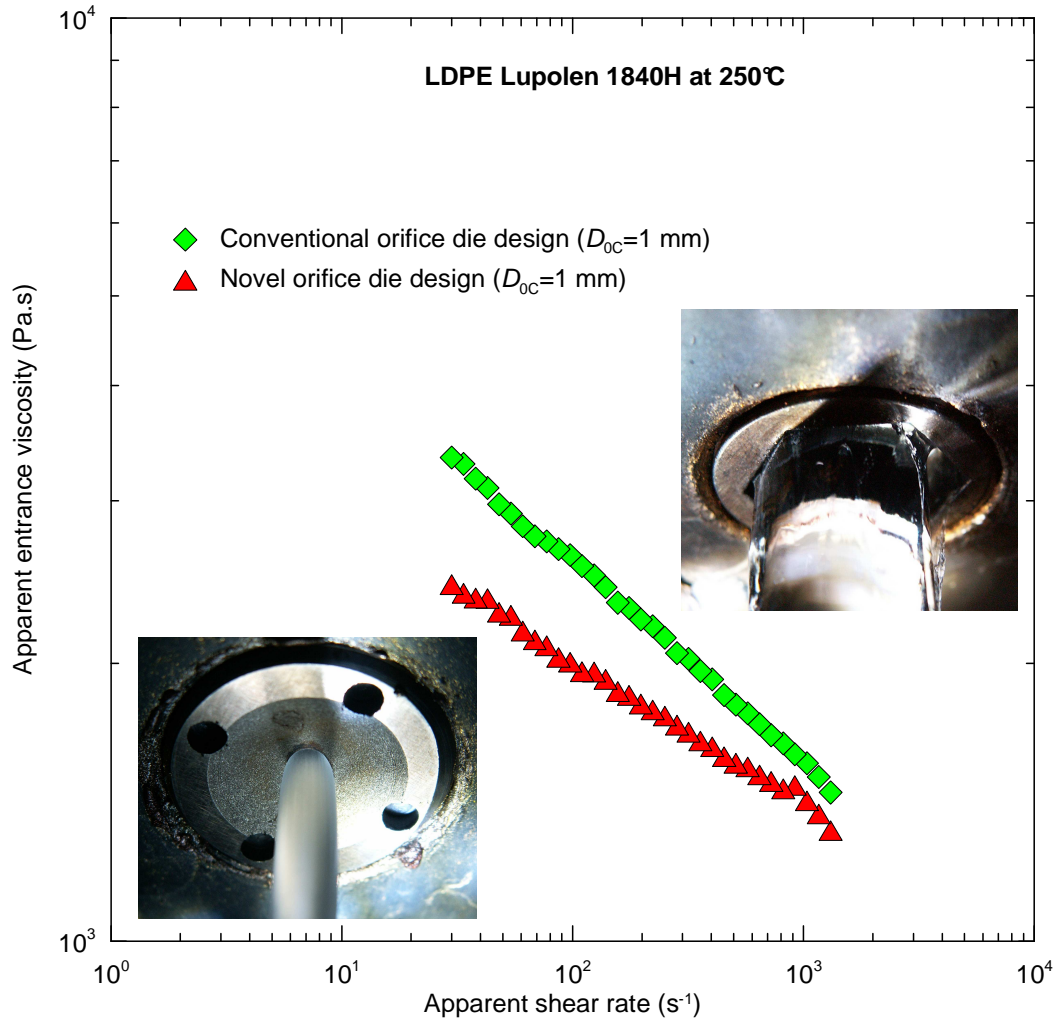 10⁴
LDPE Lupolen 1840H at 250℃
Conventional orifice die design (D₀C=1 mm)
Novel orifice die design (D₀C=1 mm)
Apparent entrance viscosity (Pa.s)
10³
10⁰ 10¹ 10² 10³ 10⁴
Apparent shear rate (s⁻¹)